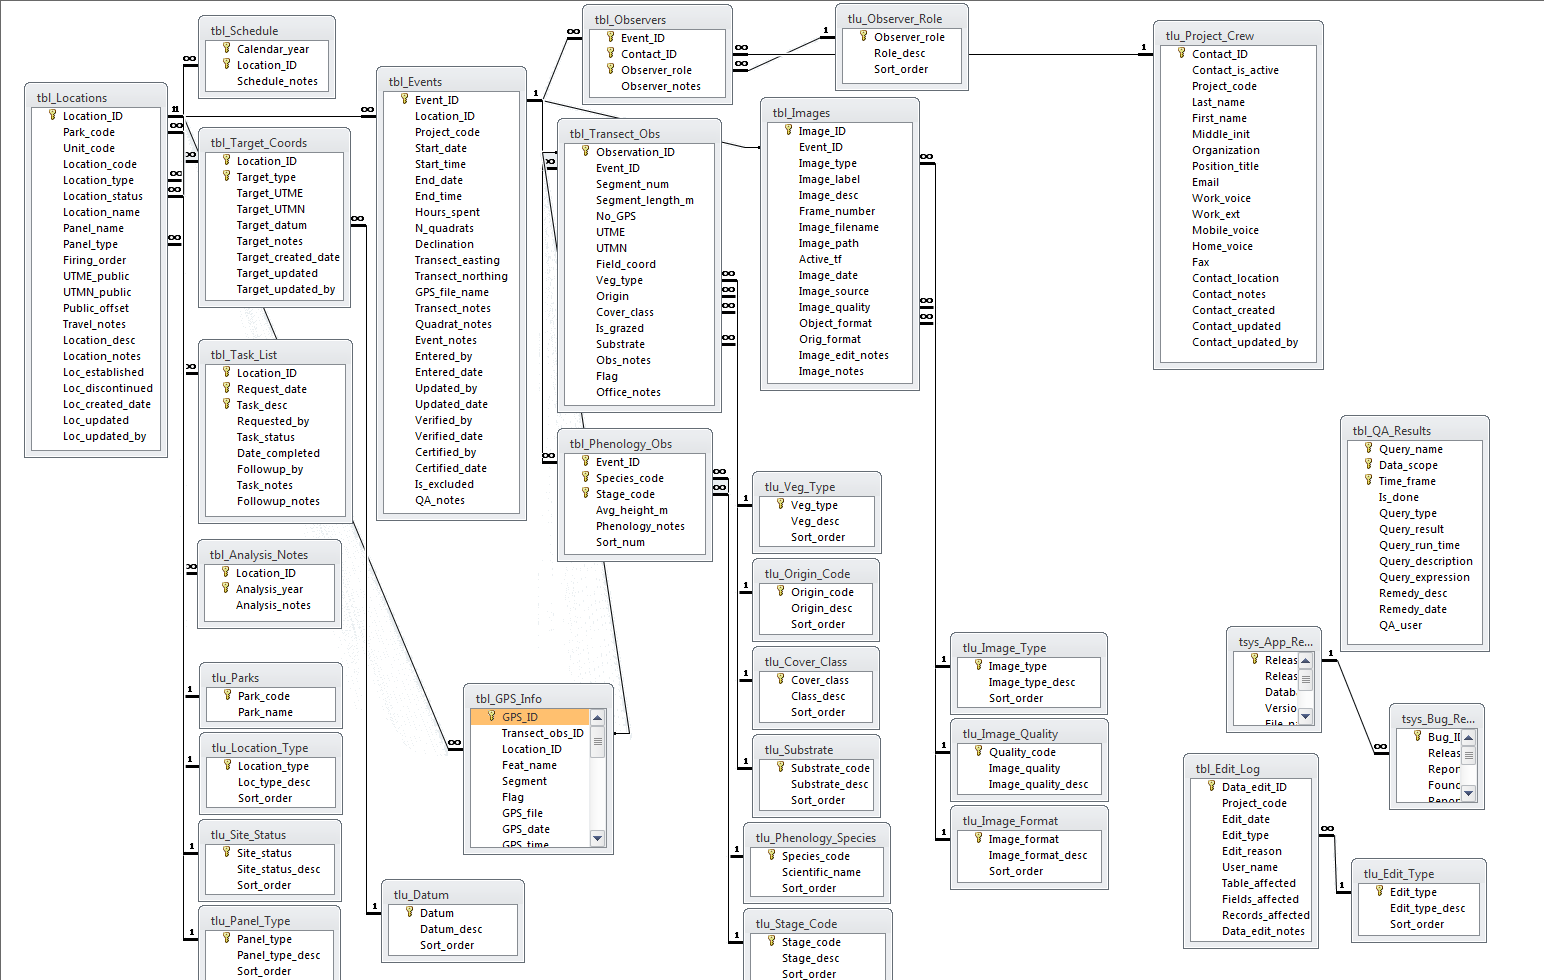 tbl_Locations
Location_ID
Park_code
Unit_code
Location_code
Location_type
Location_status
Location_name
Panel_name
Panel_type
Firing_order
UTME_public
UTMN_public
Public_offset
Travel_notes
Location_desc
Location_notes
Loc_established
Loc_discontinued
Loc_created_date
Loc_updated
Loc_updated_by
tbl_Schedule
Calendar_year
Location_ID
Schedule_notes
tbl_Target_Coords
Location_ID
Target_type
Target_UTME
Target_UTMN
Target_datum
Target_notes
Target_created_date
Target_updated
Target_updated_by
tbl_Task_List
Location_ID
Request_date
Task_desc
Requested_by
Task_status
Date_completed
Followup_by
Task_notes
Followup_notes
tbl_Analysis_Notes
Location_ID
Analysis_year
Analysis_notes
tlu_Parks
Park_code
Park_name
tlu_Location_Type
Location_type
Loc_type_desc
Sort_order
tlu_Site_Status
Site_status
Site_status_desc
Sort_order
tlu_Panel_Type
Panel_type
Panel_type_desc
Sort_order
tbl_Events
Event_ID
Location_ID
Project_code
Start_date
Start_time
End_date
End_time
Hours_spent
N_quadrats
Declination
Transect_easting
Transect_northing
GPS_file_name
Transect_notes
Quadrat_notes
Event_notes
Entered_by
Entered_date
Updated_by
Updated_date
Verified_by
Verified_date
Certified_by
Certified_date
Is_excluded
QA_notes
tbl_GPS_Info
GPS_ID
Transect_obs_ID
Location_ID
Feat_name
Segment
Flag
GPS_file
GPS_date
GPS_time
tlu_Datum
Datum
Datum_desc
Sort_order
tbl_Observers
Event_ID
Contact_ID
Observer_role
Observer_notes
tbl_Transect_Obs
Observation_ID
Event_ID
Segment_num
Segment_length_m
No_GPS
UTME
UTMN
Field_coord
Veg_type
Origin
Cover_class
Is_grazed
Substrate
Obs_notes
Flag
Office_notes
tbl_Phenology_Obs
Event_ID
Species_code
Stage_code
Avg_height_m
Phenology_notes
Sort_num
tlu_Observer_Role
Observer_role
Role_desc
Sort_order
tbl_Images
Image_ID
Event_ID
Image_type
Image_label
Image_desc
Frame_number
Image_filename
Image_path
Active_tf
Image_date
Image_source
Image_quality
Object_format
Orig_format
Image_edit_notes
Image_notes
tlu_Veg_Type
Veg_type
Veg_desc
Sort_order
tlu_Origin_Code
Origin_code
Origin_desc
Sort_order
tlu_Cover_Class
Cover_class
Class_desc
Sort_order
tlu_Substrate
Substrate_code
Substrate_desc
Sort_order
tlu_Phenology_Species
Species_code
Scientific_name
Sort_order
tlu_Stage_Code
Stage_code
Stage_desc
Sort_order
tlu_Image_Type
Image_type
Image_type_desc
Sort_order
tlu_Image_Quality
Quality_code
Image_quality
Image_quality_desc
tlu_Image_Format
Image_format
Image_format_desc
Sort_order
tlu_Project_Crew
Contact_ID
Contact_is_active
Project_code
Last_name
First_name
Middle_init
Organization
Position_title
Email
Work_voice
Work_ext
Mobile_voice
Home_voice
Fax
Contact_location
Contact_notes
Contact_created
Contact_updated
Contact_updated_by
tbl_QA_Results
Query_name
Data_scope
Time_frame
Is_done
Query_type
Query_result
Query_run_time
Query_description
Query_expression
Remedy_desc
Remedy_date
QA_user
tsys_App_Re...
Releas
Releas
Datab
Versio
tsys_Bug_Re...
Bug_I
Releas
Repor
Found
tbl_Edit_Log
Data_edit_ID
Project_code
Edit_date
Edit_type
Edit_reason
User_name
Table_affected
Fields_affected
Records_affected
Data_edit_notes
tlu_Edit_Type
Edit_type
Edit_type_desc
Sort_order